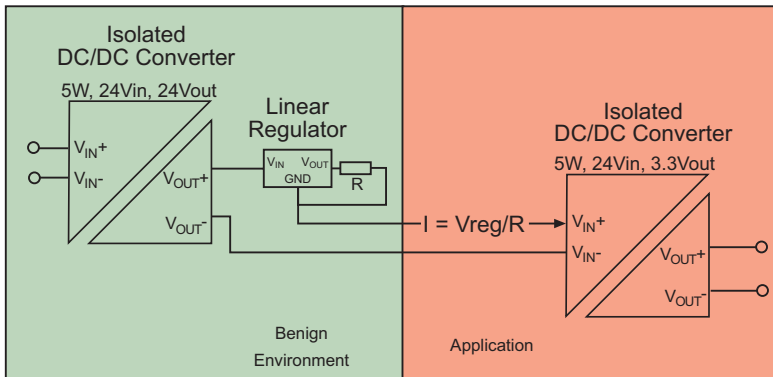 Isolated
DC/DC Converter
5W, 24Vin, 24Vout
VIN+
VIN-
VOUT+
VOUT-
Linear
Regulator
VIN
VOUT
GND
R
I = Vreg/R
Isolated
DC/DC Converter
5W, 24Vin, 3.3Vout
VIN+
VIN-
VOUT+
VOUT-
Benign
Environment
Application